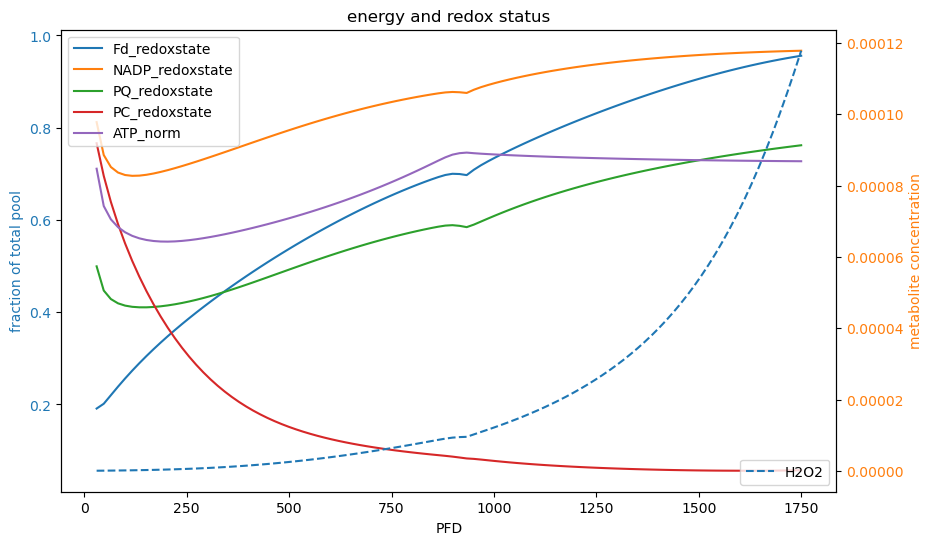 energy and redox status
Fd_redoxstate
NADP_redoxstate
PQ_redoxstate
PC_redoxstate
ATP_norm
fraction of total pool
1.0
0.8
0.6
0.4
0.2
0.00012
0.00010
0.00008
0.00006
0.00004
0.00002
0.00000
metabolite concentration
H2O2
0
250
500
750
1000
1250
1500
1750
PFD